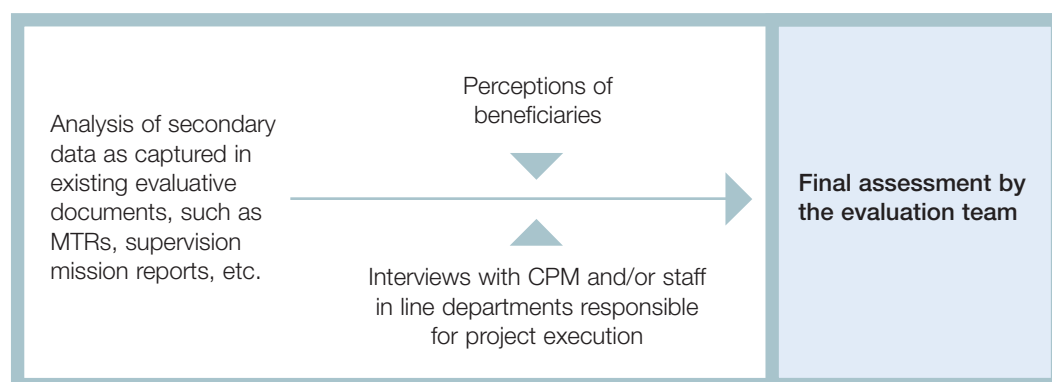 Analysis of secondary
data as captured in
existing evaluative
documents, such as
MTRs, supervision
mission reports, etc.
Perceptions of
beneficiaries
Interviews with CPM and/or staff
in line departments responsible
for project execution
Final assessment by
the evaluation team